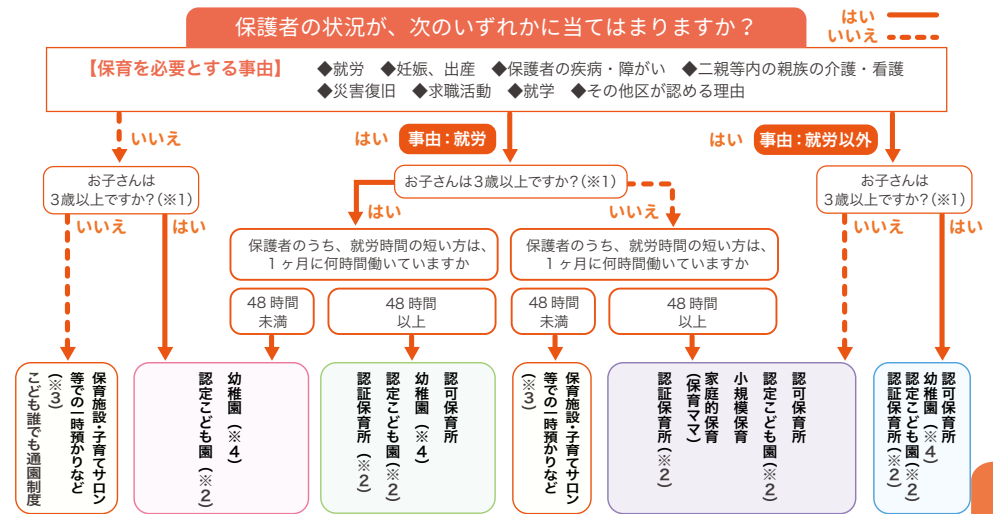 保護者の状況が、次のいずれかに当てはまりますか？
はい
いいえ
【保育を必要とする事由】
◆就労 ◆妊娠、出産 ◆保護者の疾病・障がい ◆二親等内の親族の介護・看護
◆災害復旧 ◆求職活動 ◆就学 ◆その他区が認める理由
いいえ
はい
事由：就労
はい
事由：就労以外
お子さんは
3歳以上ですか？（※1）
お子さんは3歳以上ですか？（※1）
お子さんは
3歳以上ですか？（※1）
いいえ
はい
はい
いいえ
いいえ
はい
保護者のうち、就労時間の短い方は、
1ヶ月に何時間働いていますか
保護者のうち、就労時間の短い方は、
1ヶ月に何時間働いていますか
48時間
未満
48時間
以上
48時間
未満
48時間
以上
保育施設・子育てサロン
等での一時預かりなど
（※3）
こども誰でも通園制度
幼稚園（※4）
認定こども園（※2）
認可保育所
幼稚園（※4）
認定こども園（※2）
認証保育所（※2）
保育施設・子育てサロン
等での一時預かりなど
（※3）
認可保育所
認定こども園（※2）
小規模保育
家庭的保育
（保育ママ）
認証保育所（※2）
認可保育所
幼稚園（※4）
認定こども園（※2）
認証保育所（※2）